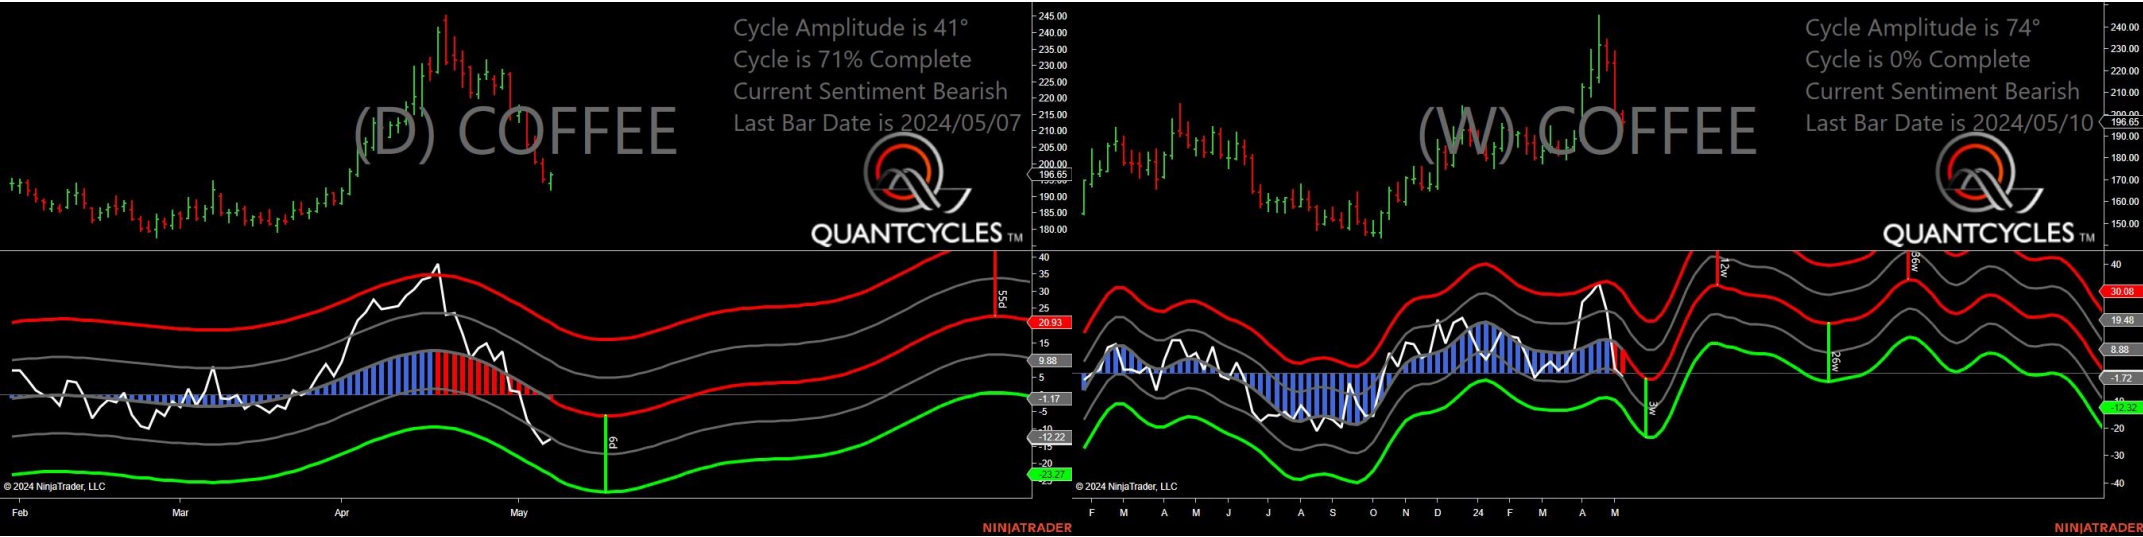 (D) COFFEE
Cycle Amplitude is 41°
Cycle is 71% Complete
Current Sentiment Bearish
Last Bar Date is 2024/05/07
QUANTCYCLES TM
245.00
240.00
235.00
230.00
225.00
220.00
215.00
210.00
205.00
200.00
196.65
190.00
185.00
180.00
40
35
30
25
20.93
15
9.88
5
-1.17
-5
-12.22
-15
-20
-23.27
55d
6d
© 2024 NinjaTrader, LLC
Feb Mar Apr May
NINJATRADER
(W) COFFEE
Cycle Amplitude is 74°
Cycle is 0% Complete
Current Sentiment Bearish
Last Bar Date is 2024/05/10
QUANTCYCLES TM
240.00
230.00
220.00
210.00
200.00
196.65
190.00
180.00
170.00
160.00
150.00
40
30.08
19.48
8.88
-1.72
-12.32
-20
-30
-40
12w
36w
26w
3w
© 2024 NinjaTrader, LLC
F M A M J J A S O N D 24 F M A M
NINJATRADER